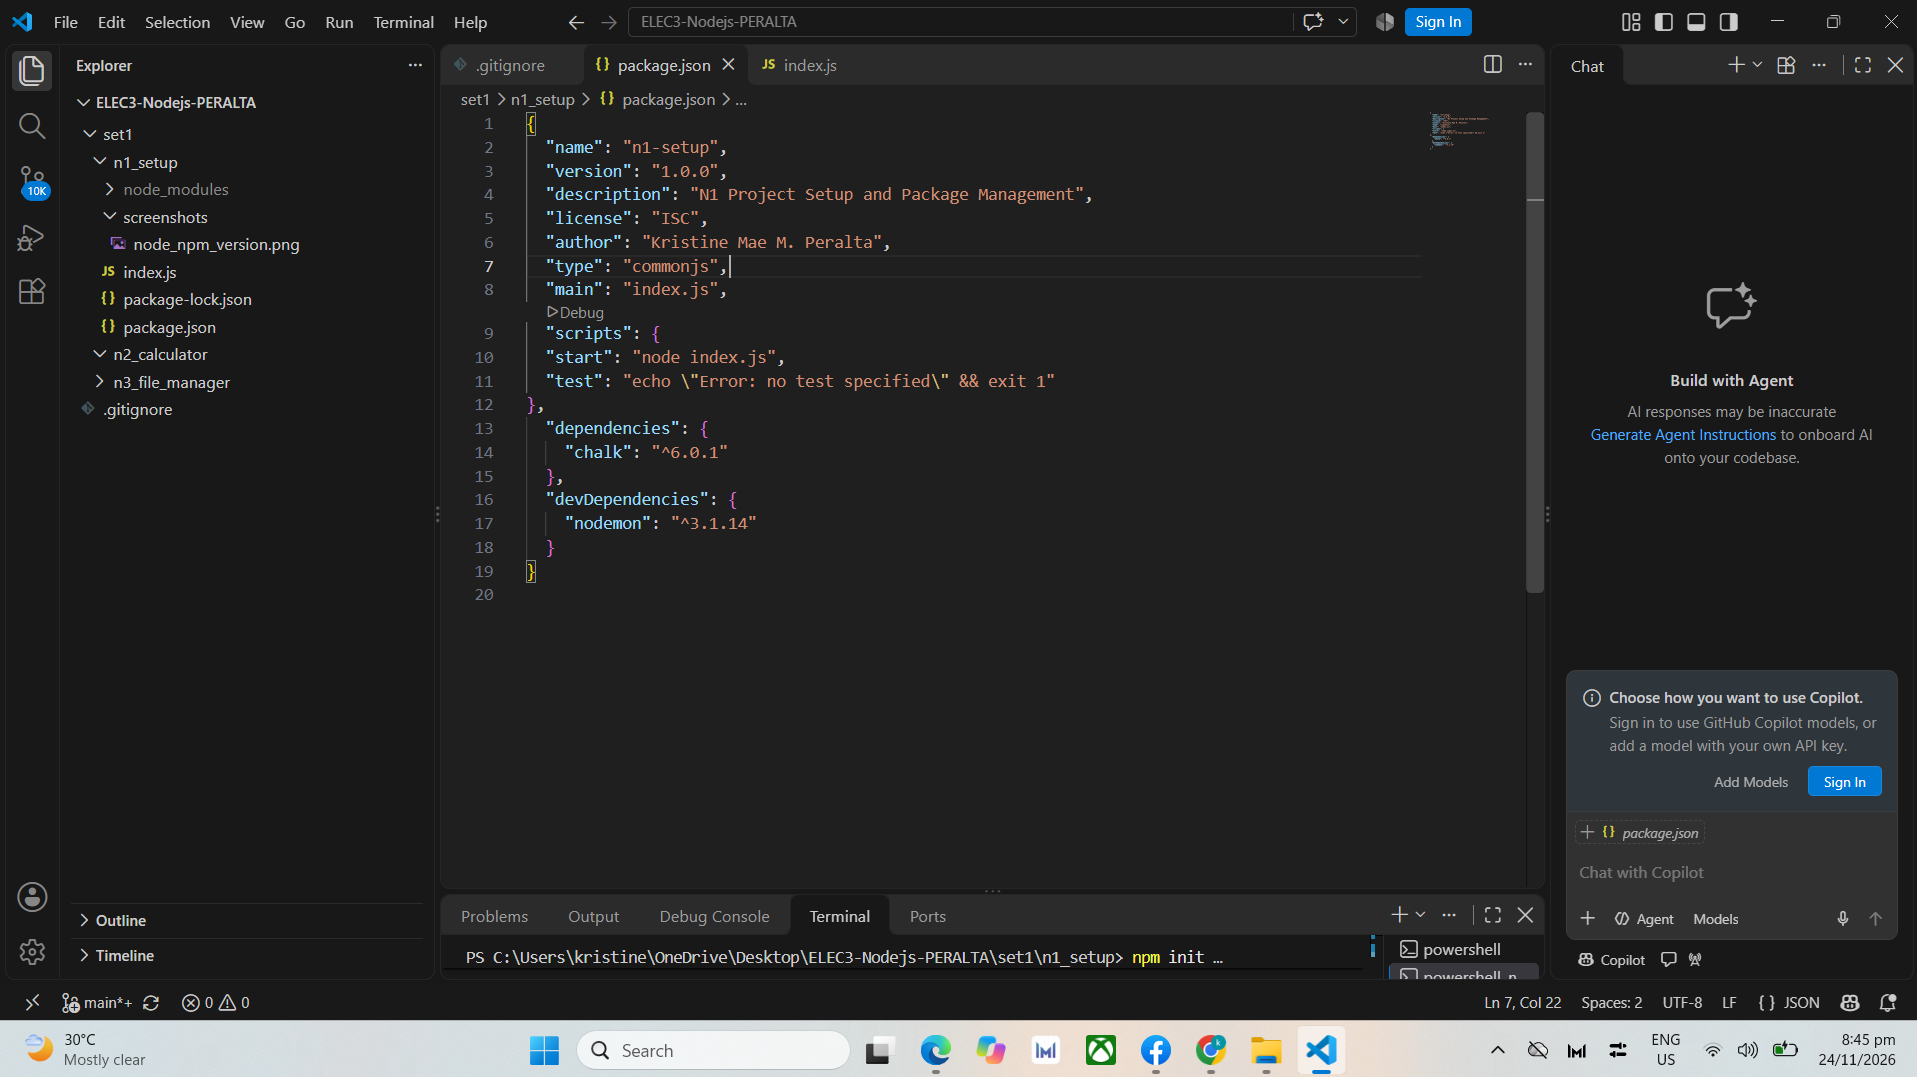 File Edit Selection View Go Run Terminal Help
ELEC3-Nodejs-PERALTA
Sign In
Explorer
ELEC3-Nodejs-PERALTA
set1
n1_setup
node_modules
screenshots
node_npm_version.png
JS index.js
{} package-lock.json
{} package.json
n2_calculator
n3_file_manager
.gitignore
10K
Outline
Timeline
.gitignore
{} package.json
JS index.js
set1 > n1_setup > {} package.json > ...
1 {
2 "name": "n1-setup",
3 "version": "1.0.0",
4 "description": "N1 Project Setup and Package Management",
5 "license": "ISC",
6 "author": "Kristine Mae M. Peralta",
7 "type": "commonjs",
8 "main": "index.js",
Debug
9 "scripts": {
10 "start": "node index.js",
11 "test": "echo \"Error: no test specified\" && exit 1"
12 },
13 "dependencies": {
14 "chalk": "^6.0.1"
15 },
16 "devDependencies": {
17 "nodemon": "^3.1.14"
18 }
19 }
20
Problems Output Debug Console Terminal Ports
PS C:\Users\kristine\OneDrive\Desktop\ELEC3-Nodejs-PERALTA\set1\n1_setup> npm init …
powershell
powershell n
Chat
Build with Agent
AI responses may be inaccurate
Generate Agent Instructions to onboard AI
onto your codebase.
Choose how you want to use Copilot.
Sign in to use GitHub Copilot models, or
add a model with your own API key.
Add Models
Sign In
{} package.json
Chat with Copilot
Agent Models
Copilot
main*+ 0 0
Ln 7, Col 22 Spaces: 2 UTF-8 LF {} JSON
30°C
Mostly clear
Search
ENG
US
8:45 pm
24/11/2026